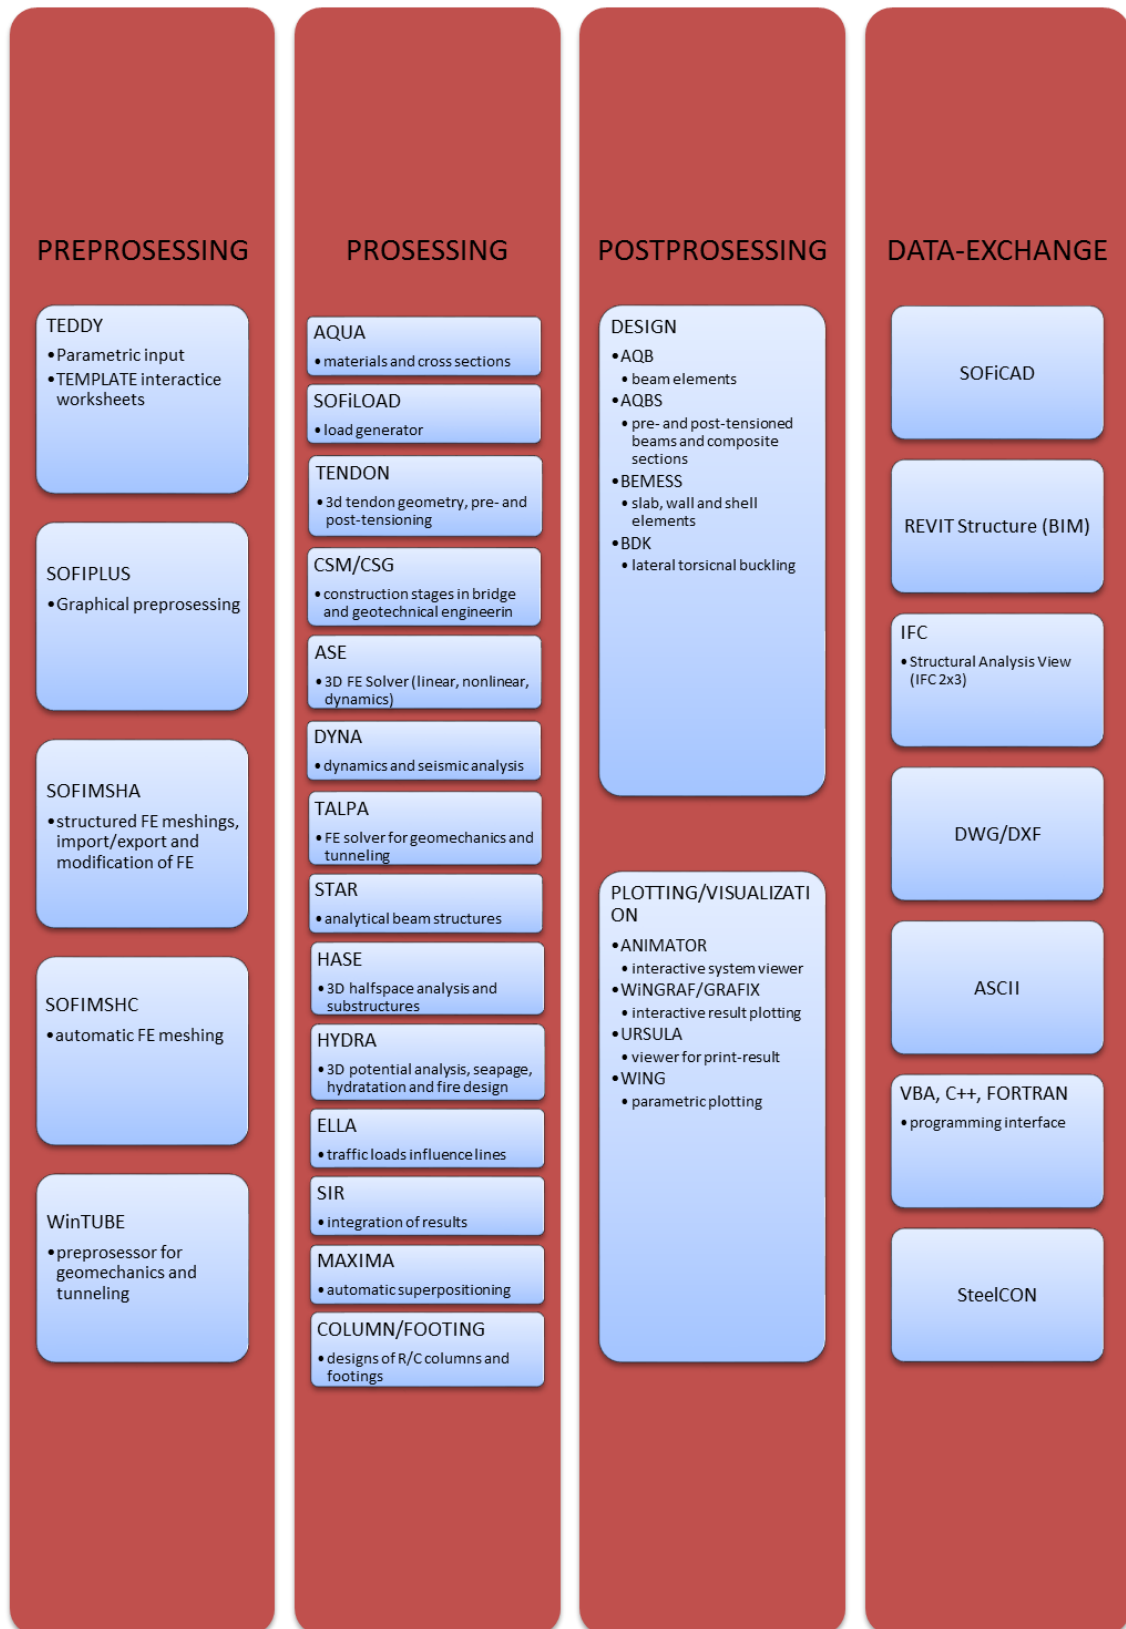 PREPROSESSING
TEDDY
•Parametric input
•TEMPLATE interactice
worksheets
SOFIPLUS
•Graphical preprosessing
SOFIMSHA
•structured FE meshings,
import/export and
modification of FE
SOFIMSHC
•automatic FE meshing
WinTUBE
•preprosessor for
geomechanics and
tunneling
PROSESSING
AQUA
• materials and cross sections
SOFiLOAD
• load generator
TENDON
• 3d tendon geometry, pre- and
post-tensioning
CSM/CSG
• construction stages in bridge
and geotechnical engineerin
ASE
• 3D FE Solver (linear, nonlinear,
dynamics)
DYNA
• dynamics and seismic analysis
TALPA
• FE solver for geomechanics and
tunneling
STAR
• analytical beam structures
HASE
• 3D halfspace analysis and
substructures
HYDRA
• 3D potential analysis, seapage,
hydratation and fire design
ELLA
• traffic loads influence lines
SIR
• integration of results
MAXIMA
• automatic superpositioning
COLUMN/FOOTING
• designs of R/C columns and
footings
POSTPROSESSING
DESIGN
•AQB
• beam elements
•AQBS
• pre- and post-tensioned
beams and composite
sections
•BEMESS
• slab, wall and shell
elements
•BDK
• lateral torsicnal buckling
PLOTTING/VISUALIZATI
ON
•ANIMATOR
• interactive system viewer
•WiNGRAF/GRAFIX
• interactive result plotting
•URSULA
• viewer for print-result
•WING
• parametric plotting
DATA-EXCHANGE
SOFiCAD
REVIT Structure (BIM)
IFC
• Structural Analysis View
(IFC 2x3)
DWG/DXF
ASCII
VBA, C++, FORTRAN
• programming interface
SteelCON